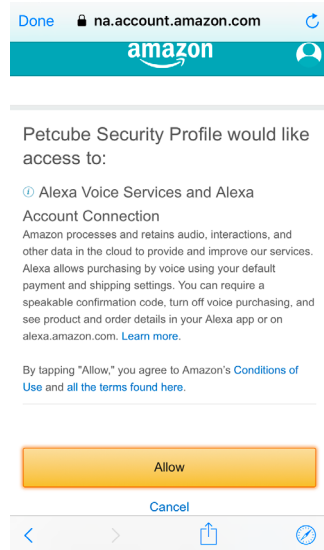 Done na.account.amazon.com
amazon
Petcube Security Profile would like
access to:
Alexa Voice Services and Alexa
Account Connection
Amazon processes and retains audio, interactions, and
other data in the cloud to provide and improve our services.
Alexa allows purchasing by voice using your default
payment and shipping settings. You can require a
speakable confirmation code, turn off voice purchasing, and
see product and order details in your Alexa app or on
alexa.amazon.com. Learn more.
By tapping "Allow," you agree to Amazon's Conditions of
Use and all the terms found here.
Allow
Cancel